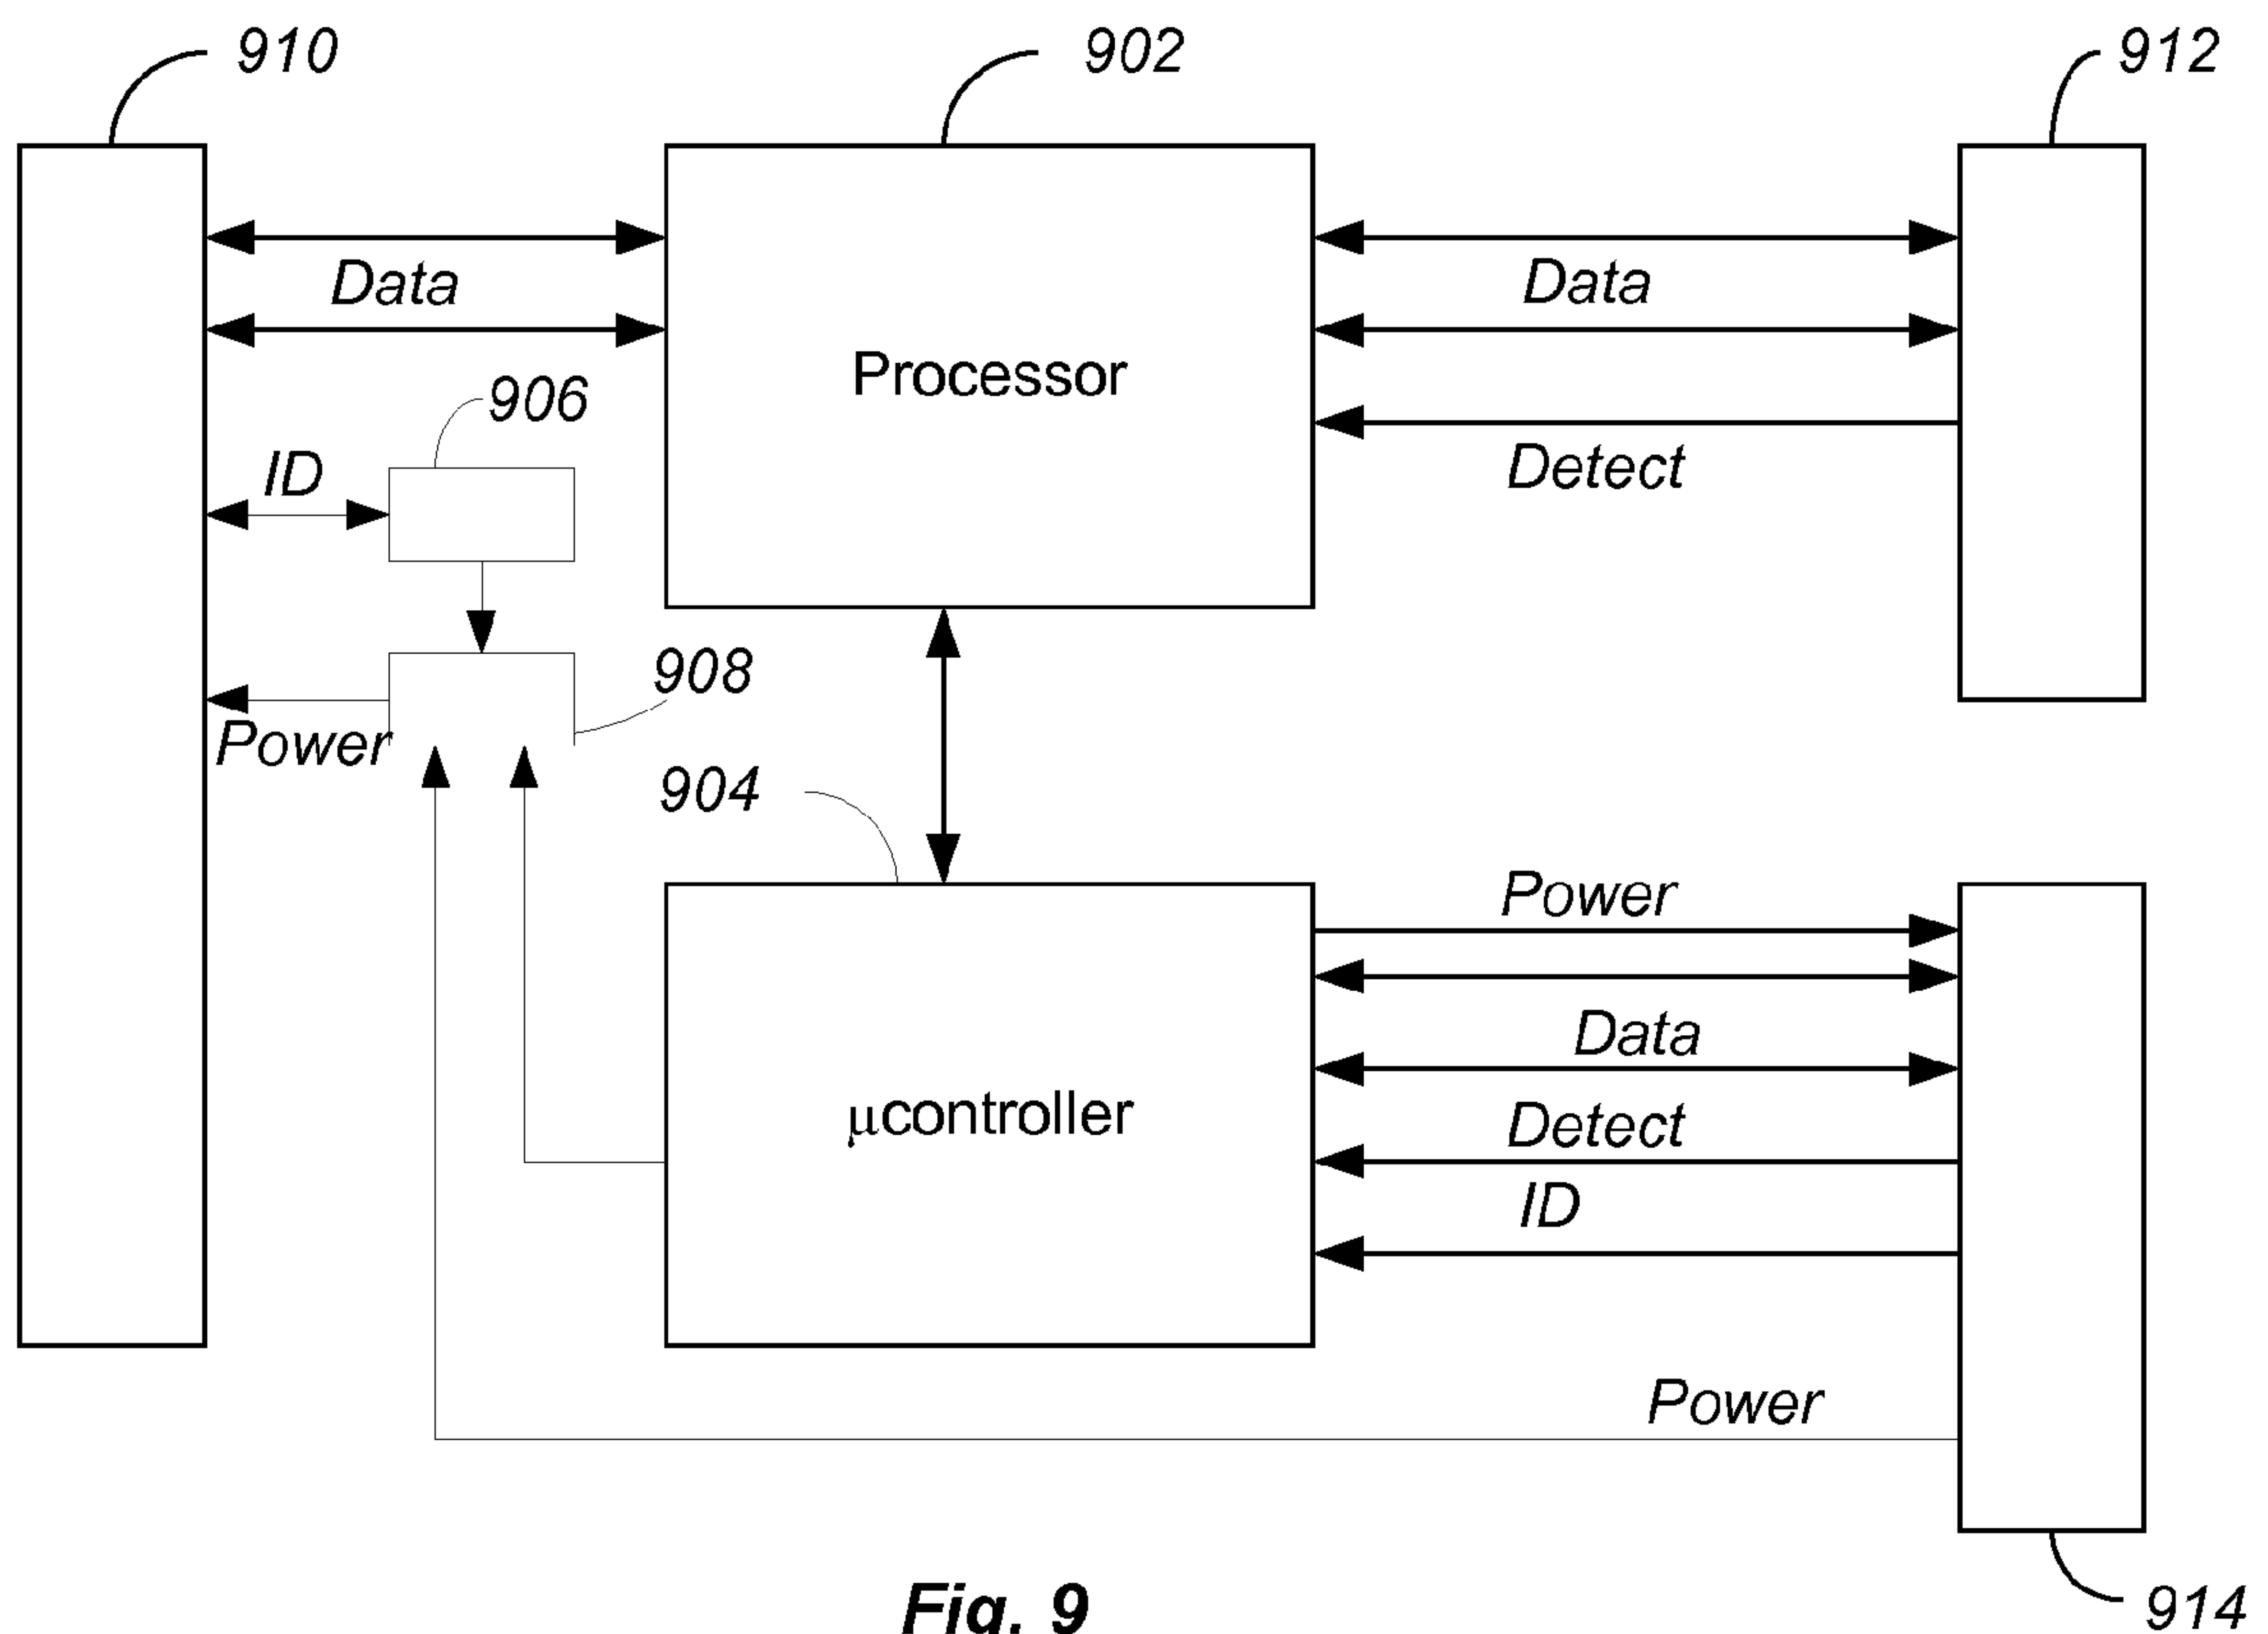 910
902
912
Data
Data
Processor
906
ID
Detect
908
Power
904
Power
Data
µcontroller
Detect
ID
Power
Fig. 9
914